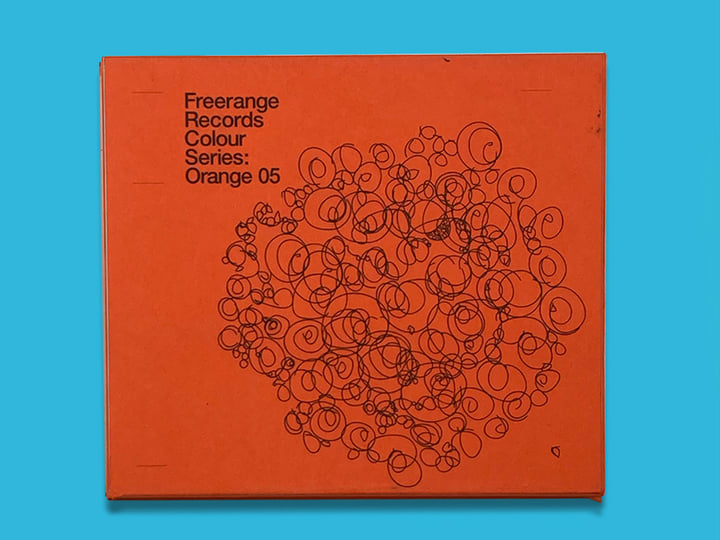 Freerange
Records
Colour
Series:
Orange 05